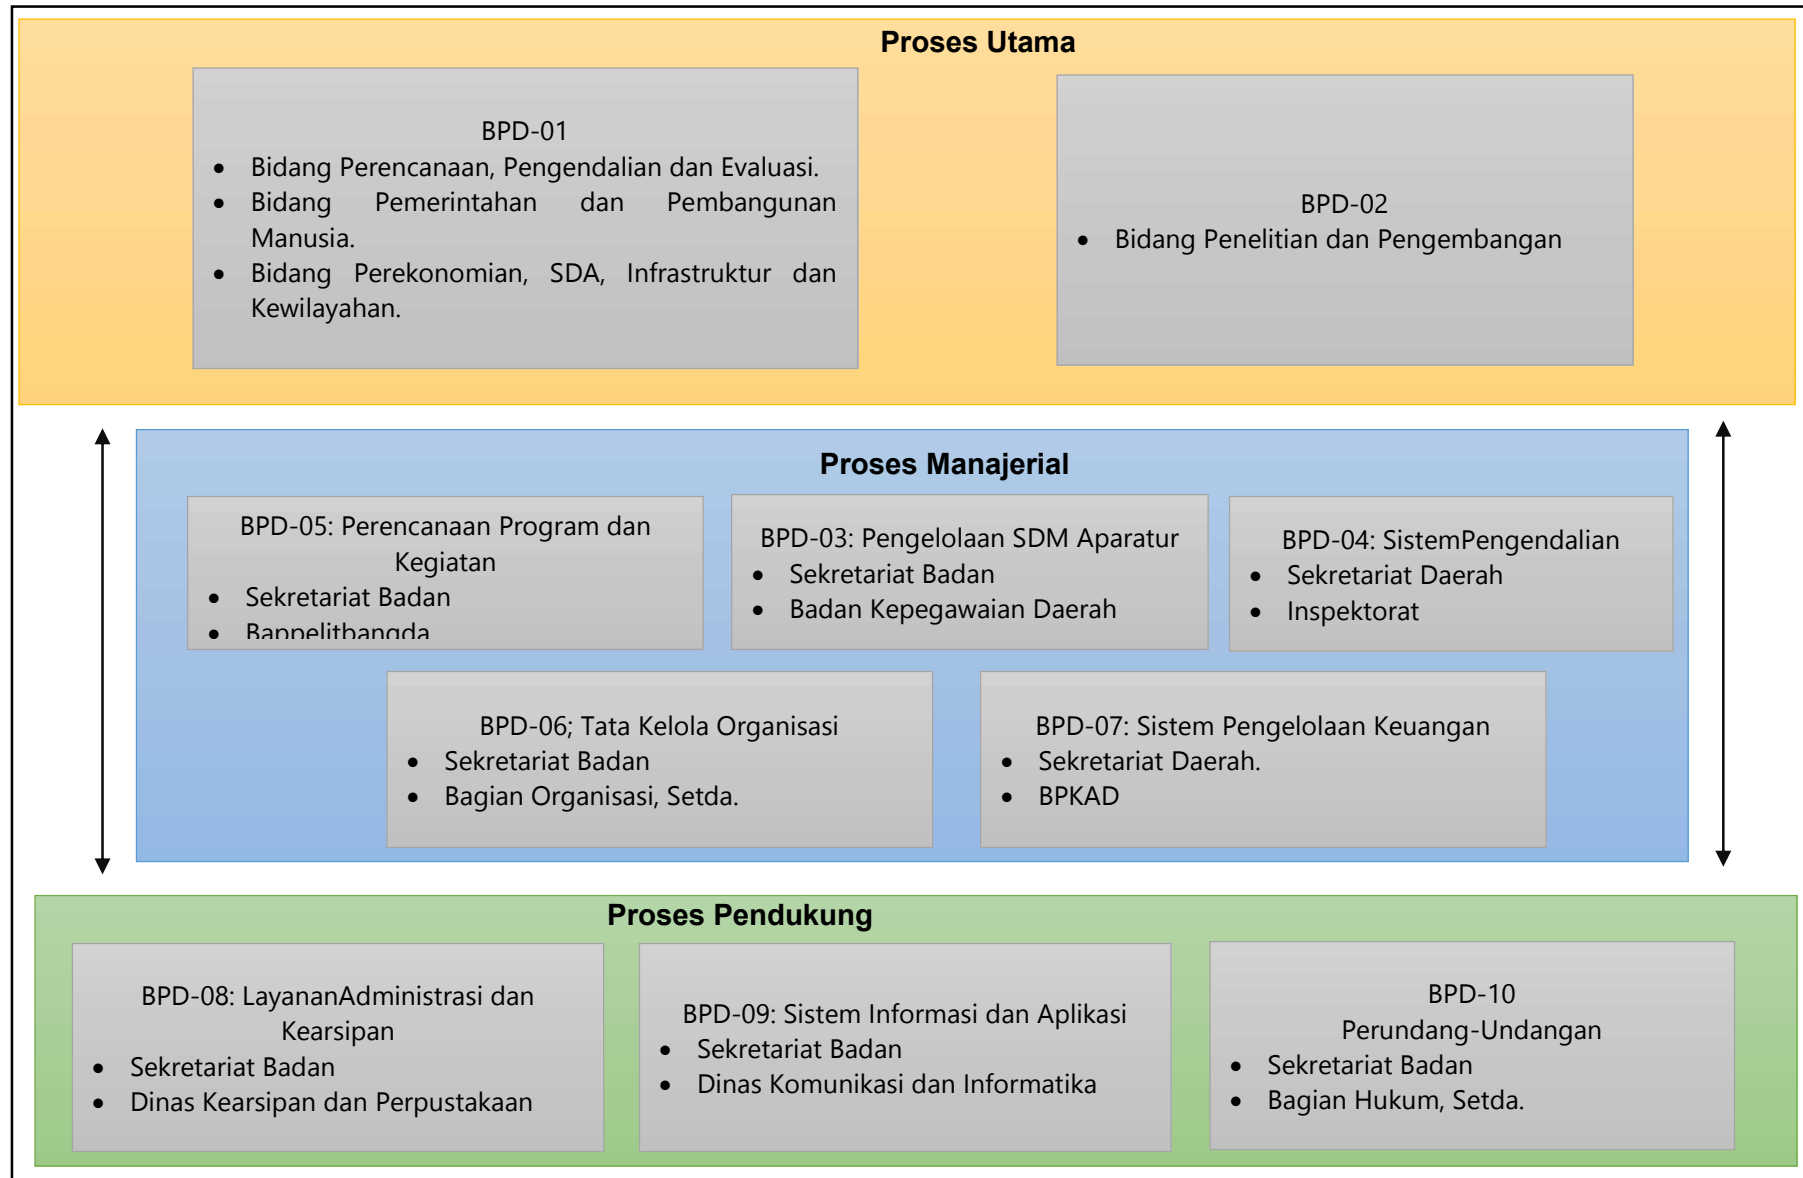 Proses Utama
BPD-01
• Bidang Perencanaan, Pengendalian dan Evaluasi.
• Bidang Pemerintahan dan Pembangunan
Manusia.
• Bidang Perekonomian, SDA, Infrastruktur dan
Kewilayahan.
BPD-02
• Bidang Penelitian dan Pengembangan
Proses Manajerial
BPD-05: Perencanaan Program dan
Kegiatan
• Sekretariat Badan
• Bappelitbangda
BPD-03: Pengelolaan SDM Aparatur
• Sekretariat Badan
• Badan Kepegawaian Daerah
BPD-04: SistemPengendalian
• Sekretariat Daerah
• Inspektorat
BPD-06; Tata Kelola Organisasi
• Sekretariat Badan
• Bagian Organisasi, Setda.
BPD-07: Sistem Pengelolaan Keuangan
• Sekretariat Daerah.
• BPKAD
Proses Pendukung
BPD-08: LayananAdministrasi dan
Kearsipan
• Sekretariat Badan
• Dinas Kearsipan dan Perpustakaan
BPD-09: Sistem Informasi dan Aplikasi
• Sekretariat Badan
• Dinas Komunikasi dan Informatika
BPD-10
Perundang-Undangan
• Sekretariat Badan
• Bagian Hukum, Setda.